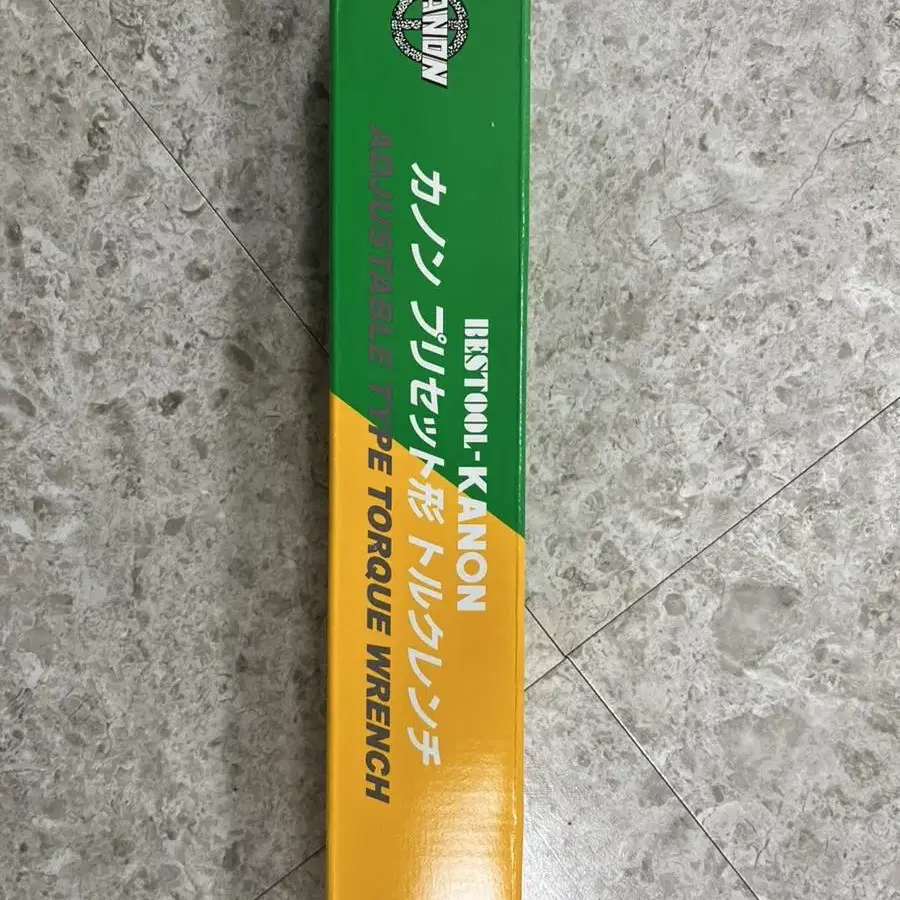 BESTOOL-KANON
カノン プリセット形 トルクレンチ
ADJUSTABLE TYPE TORQUE WRENCH